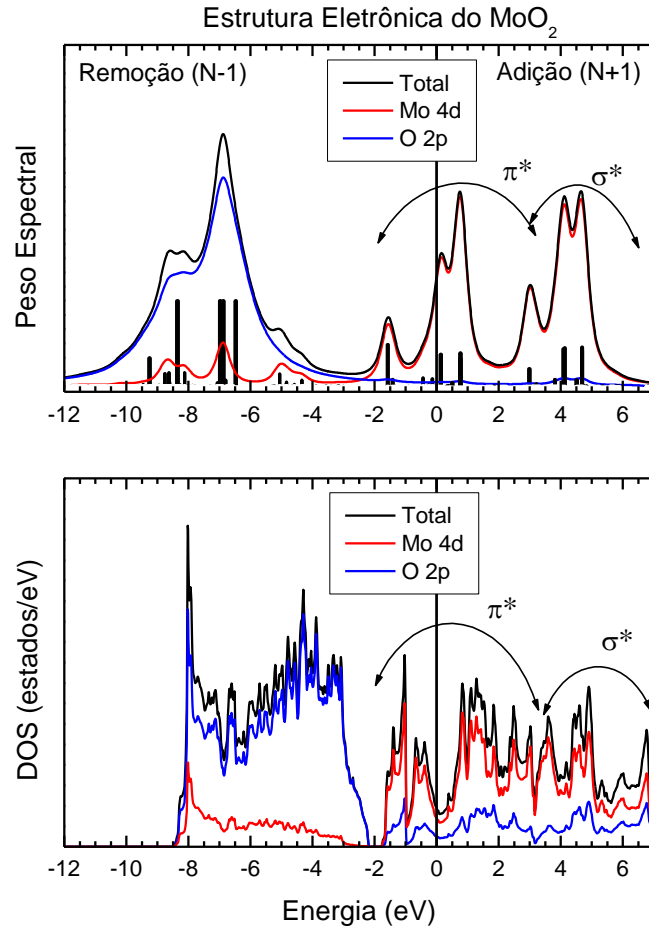 Estrutura Eletrônica do MoO₂
Remoção (N-1)
Adição (N+1)
Total
Mo 4d
O 2p
π*
σ*
Peso Espectral
-12 -10 -8 -6 -4 -2 0 2 4 6
Total
Mo 4d
O 2p
π*
σ*
DOS (estados/eV)
-12 -10 -8 -6 -4 -2 0 2 4 6
Energia (eV)